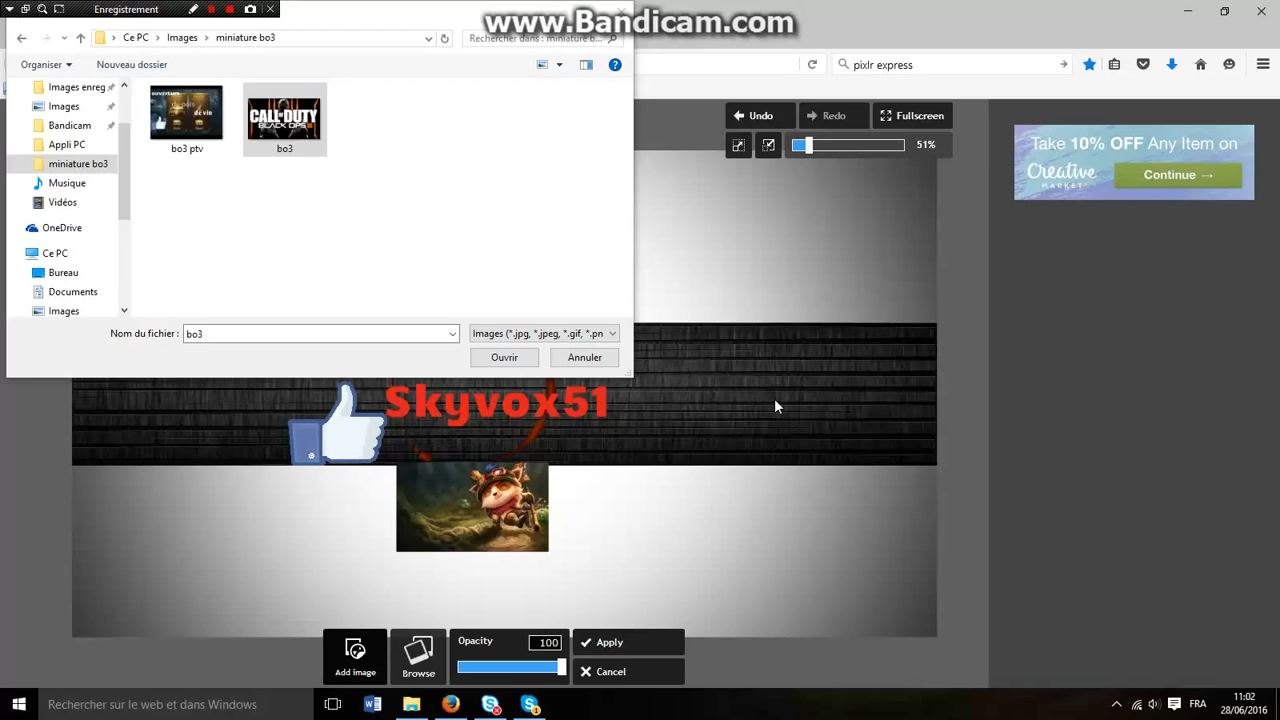 Enregistrement
www.Bandicam.com
Ce PC > Images > miniature bo3
Rechercher dans : miniature b...
Organiser
Nouveau dossier
pixlr express
Images enreg
Images
Bandicam
Appli PC
miniature bo3
Musique
Vidéos
OneDrive
Ce PC
Bureau
Documents
Images
CALL OF DUTY
BLACK OPS
bo3 ptv
bo3
Undo
Redo
Fullscreen
51%
Take 10% OFF Any Item on
Creative
MARKET
Continue →
Nom du fichier :
bo3
Images (*.jpg, *.jpeg, *.gif, *.pn
Ouvrir
Annuler
Skyvox51
Add image
Browse
Opacity
100
Apply
Cancel
Rechercher sur le web et dans Windows
FRA
11:02
28/06/2016